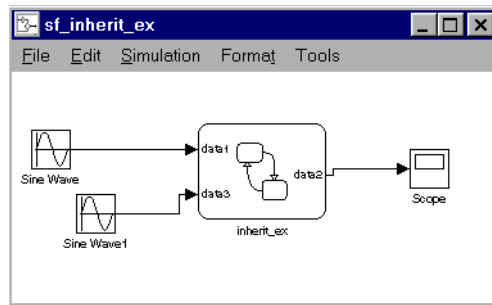 sf_inherit_ex
File Edit Simulation Format Tools
data1
Sine Wave
data2
data3
Scope
Sine Wave1
inherit_ex